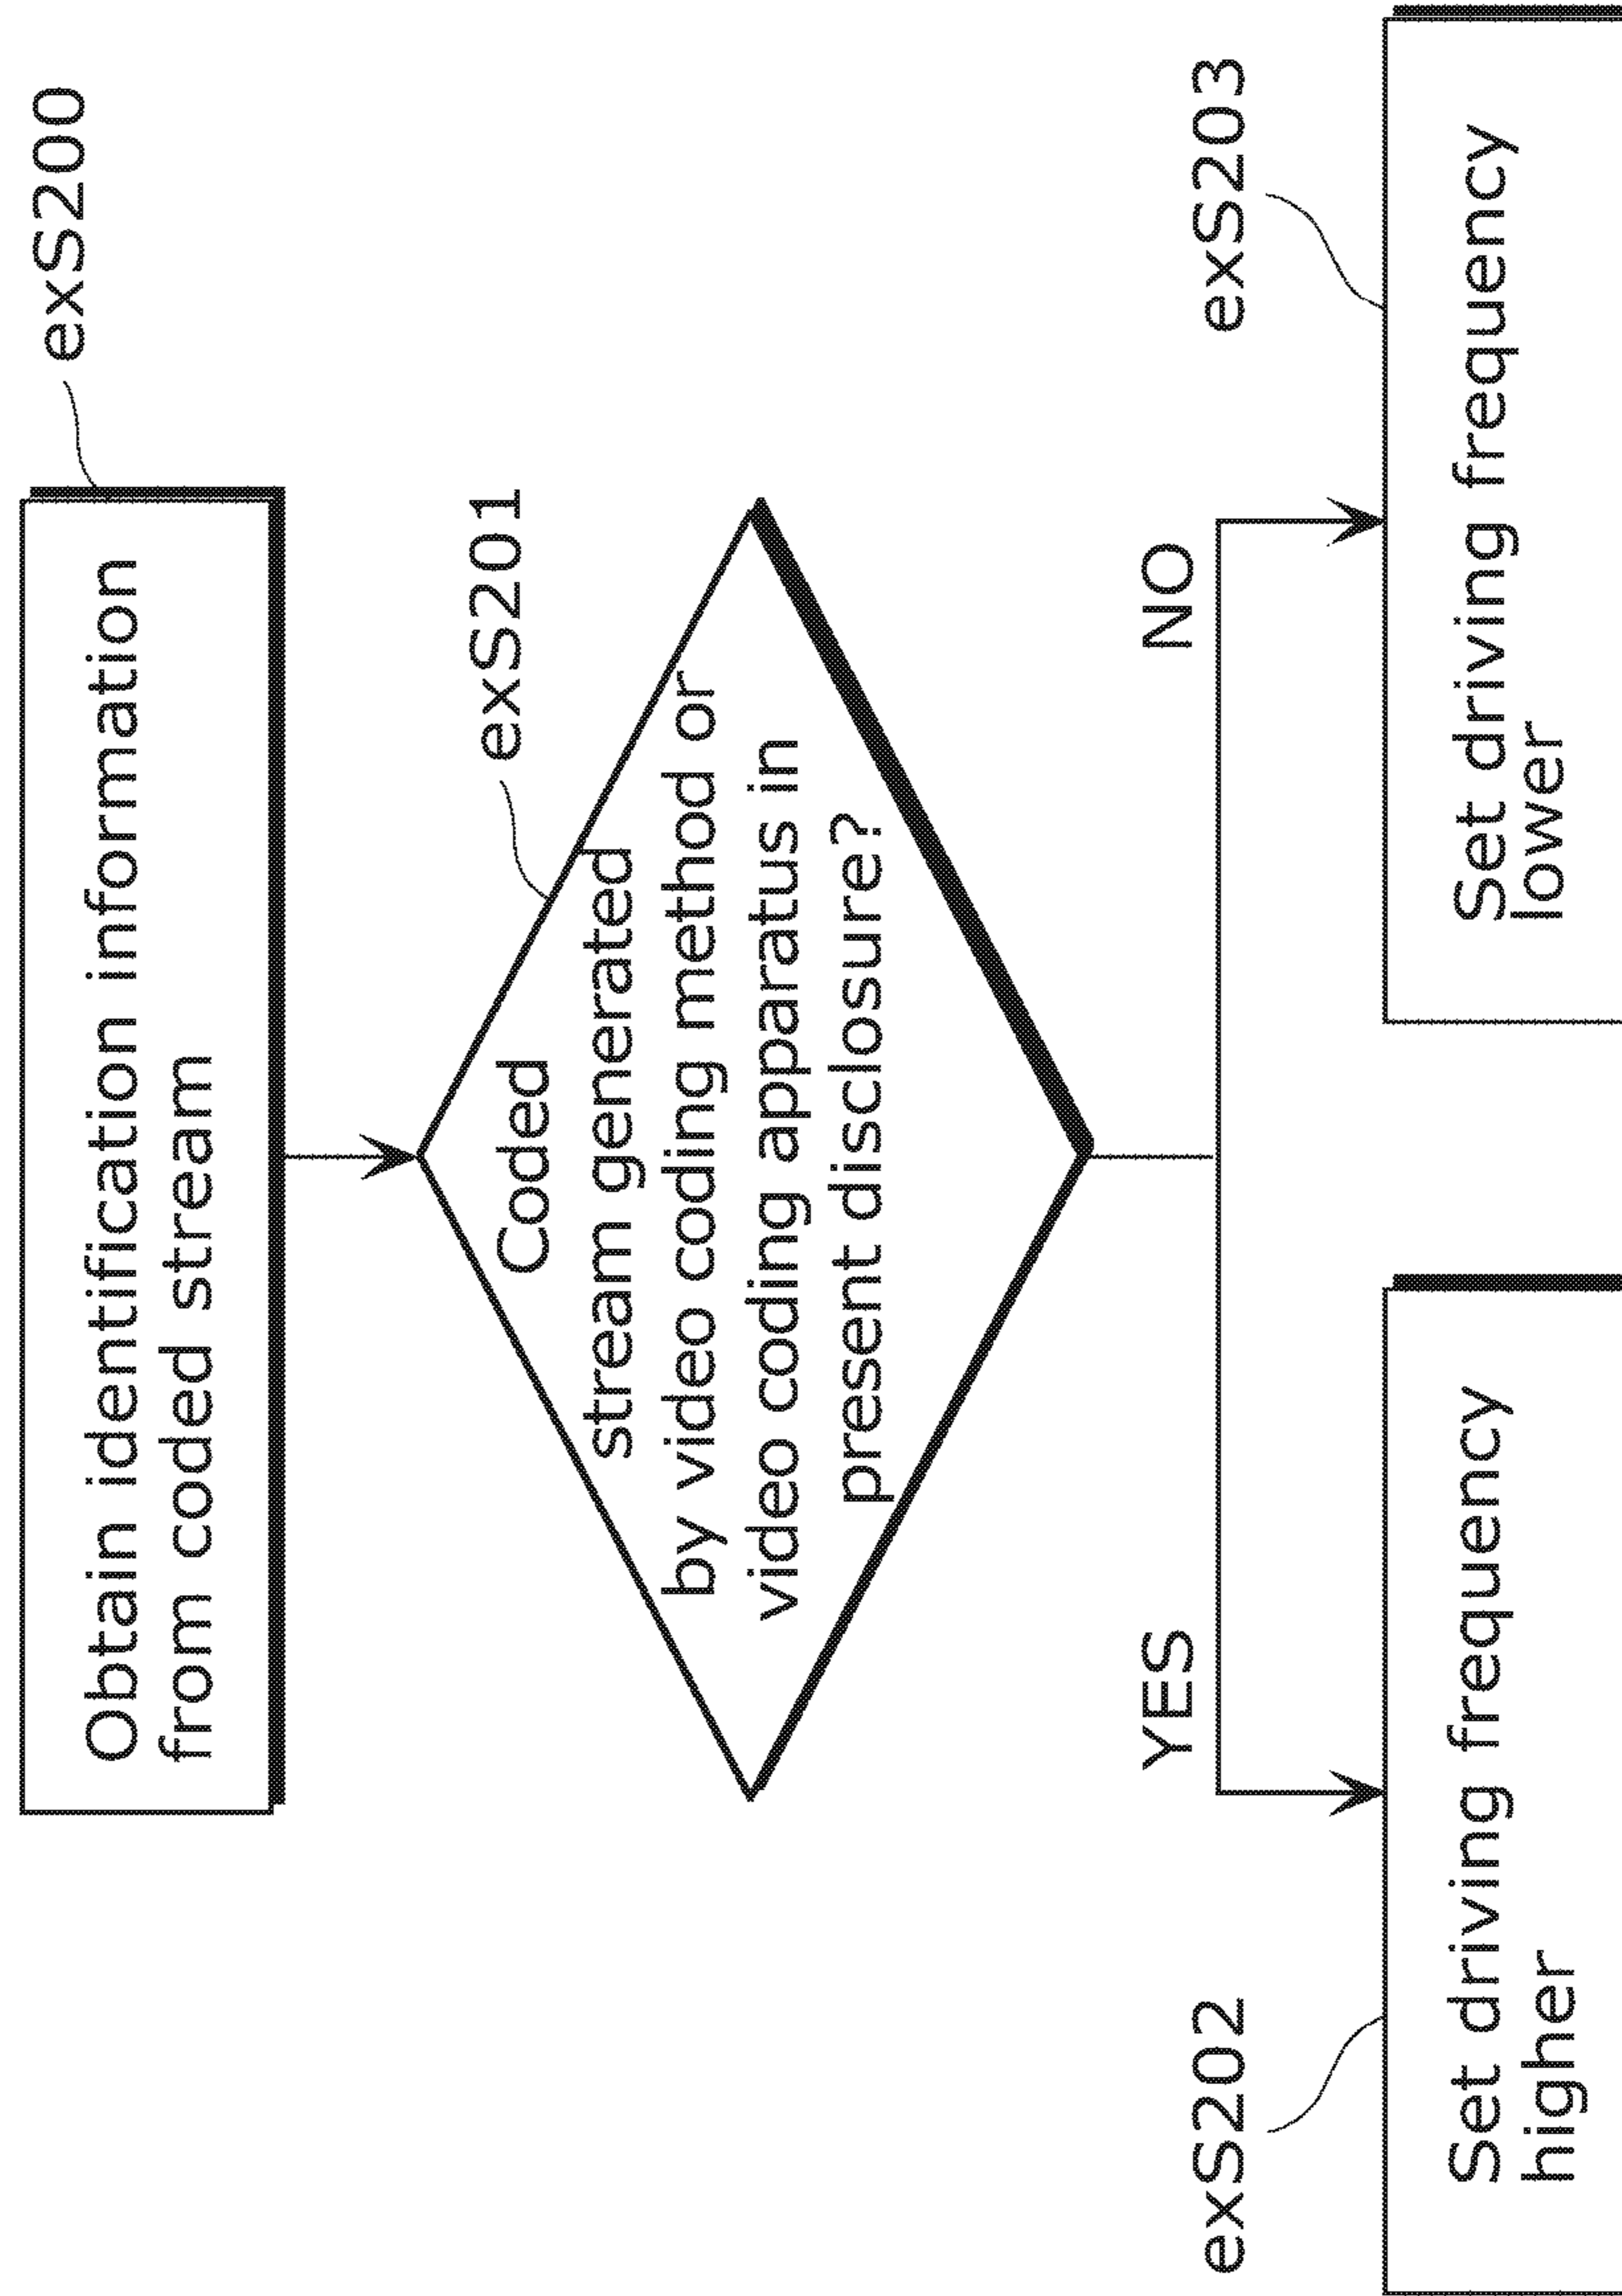 exS200
Obtain identification information
from coded stream
exS201
Coded
stream generated
by video coding method or
video coding apparatus in
present disclosure?
YES
NO
exS202
exS203
Set driving frequency
higher
Set driving frequency
lower